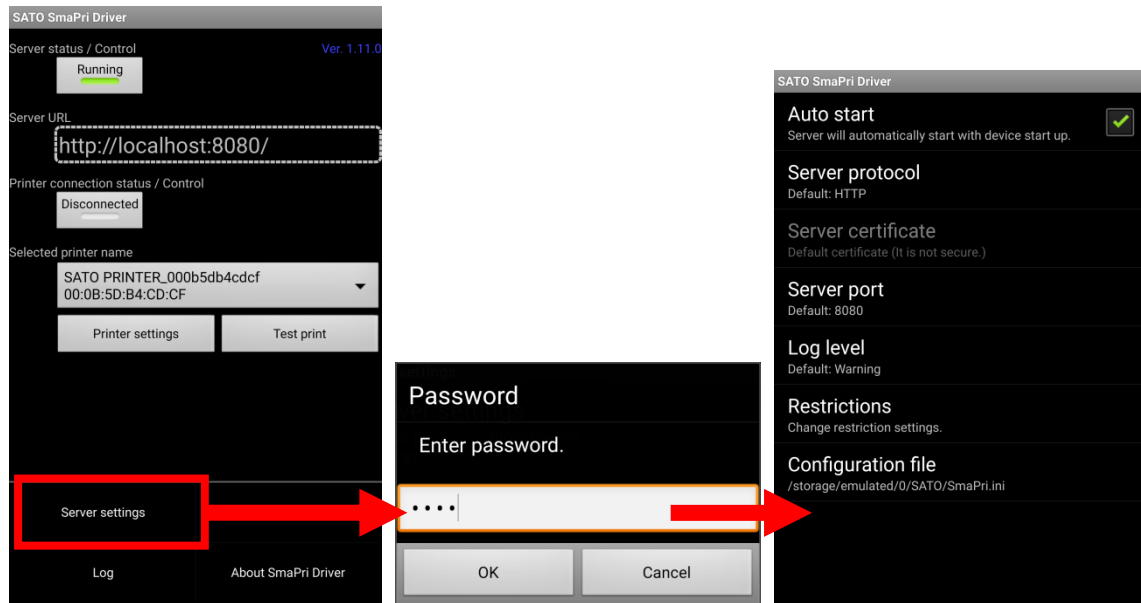 SATO SmaPri Driver
Server status / Control
Ver. 1.11.0
Running
Server URL
http://localhost:8080/
Printer connection status / Control
Disconnected
Selected printer name
SATO PRINTER_000b5db4cdcf
00:0B:5D:B4:CD:CF
Printer settings
Test print
Server settings
Log
About SmaPri Driver
Password
Enter password.
••••
OK
Cancel
SATO SmaPri Driver
Auto start
Server will automatically start with device start up.
Server protocol
Default: HTTP
Server certificate
Default certificate (It is not secure.)
Server port
Default: 8080
Log level
Default: Warning
Restrictions
Change restriction settings.
Configuration file
/storage/emulated/0/SATO/SmaPri.ini